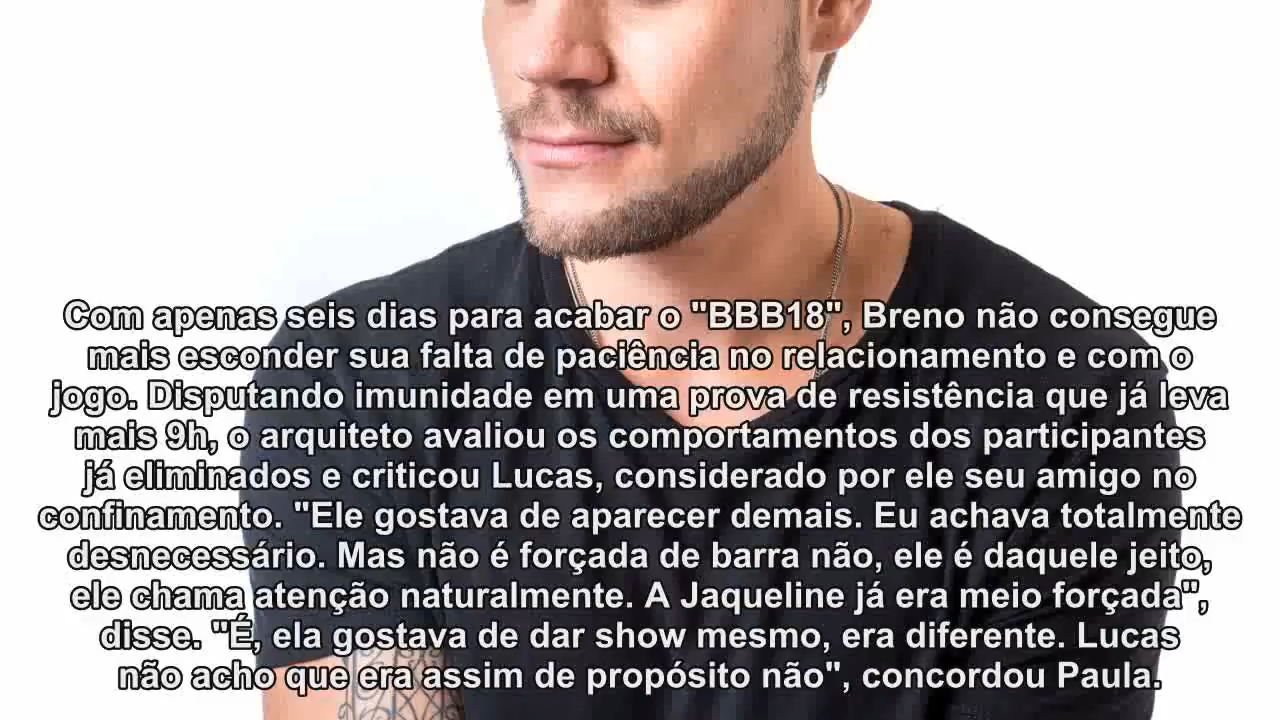 Com apenas seis dias para acabar o "BBB18", Breno não consegue
mais esconder sua falta de paciência no relacionamento e com o
jogo. Disputando imunidade em uma prova de resistência que já leva
mais 9h, o arquiteto avaliou os comportamentos dos participantes
já eliminados e criticou Lucas, considerado por ele seu amigo no
confinamento. "Ele gostava de aparecer demais. Eu achava totalmente
desnecessário. Mas não é forçada de barra não, ele é daquele jeito,
ele chama atenção naturalmente. A Jaqueline já era meio forçada",
disse. "É, ela gostava de dar show mesmo, era diferente. Lucas
não acho que era assim de propósito não", concordou Paula.